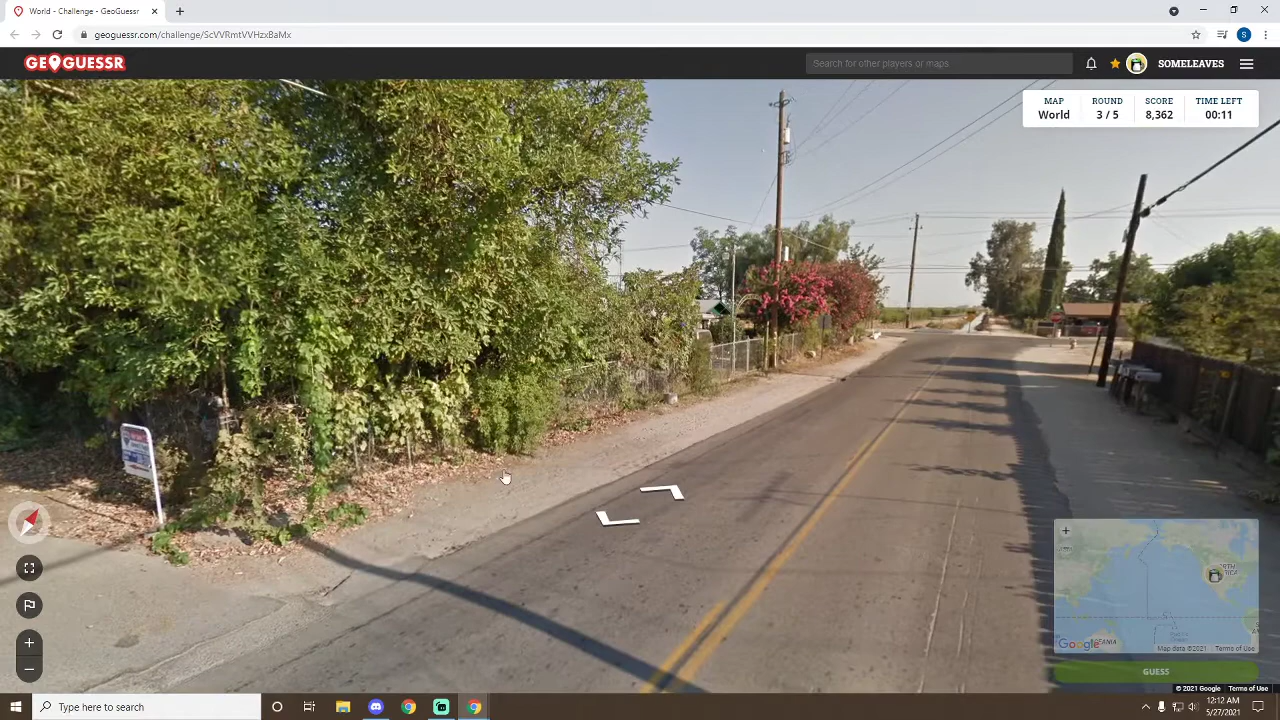 World - Challenge - GeoGuessr
geoguessr.com/challenge/ScVVRmtVVHzxBaMx
S
GEOGUESSR
Search for other players or maps
SOMELEAVES
MAP ROUND SCORE TIME LEFT
World 3 / 5 8,362 00:11
Google
Map data ©2021 Terms of Use
GUESS
© 2021 Google Terms of Use
Type here to search
12:12 AM
5/27/2021